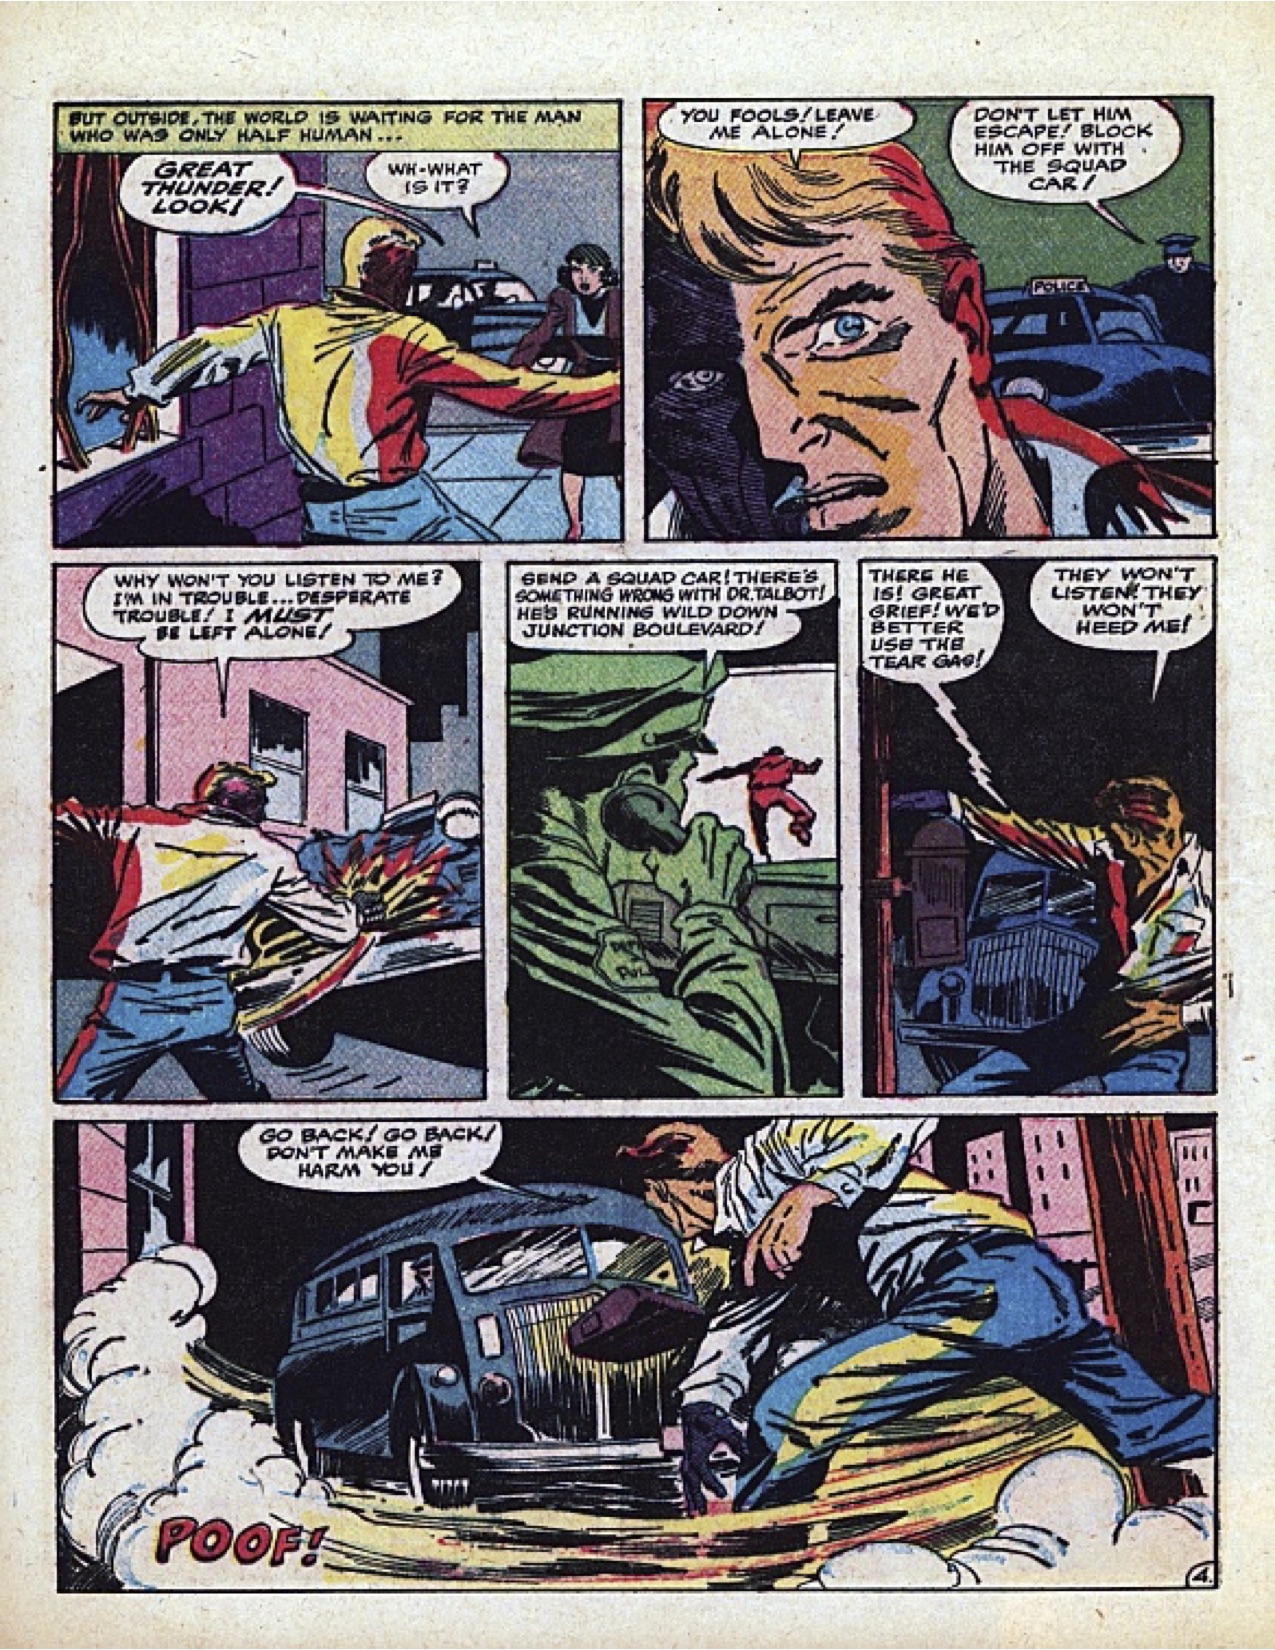 BUT OUTSIDE, THE WORLD IS WAITING FOR THE MAN
WHO WAS ONLY HALF HUMAN...
GREAT
THUNDER!
LOOK!
WH-WHAT
IS IT?
YOU FOOLS! LEAVE
ME ALONE!
DON'T LET HIM
ESCAPE! BLOCK
HIM OFF WITH
THE SQUAD
CAR!
POLICE
WHY WON'T YOU LISTEN TO ME?
I'M IN TROUBLE...DESPERATE
TROUBLE! I MUST
BE LEFT ALONE!
SEND A SQUAD CAR! THERE'S
SOMETHING WRONG WITH DR. TALBOT!
HE'S RUNNING WILD DOWN
JUNCTION BOULEVARD!
THERE HE
IS! GREAT
GRIEF! WE'D
BETTER
USE THE
TEAR GAS!
THEY WON'T
LISTEN! THEY
WON'T
HEED ME!
GO BACK! GO BACK!
DON'T MAKE ME
HARM YOU!
POOF!
4.